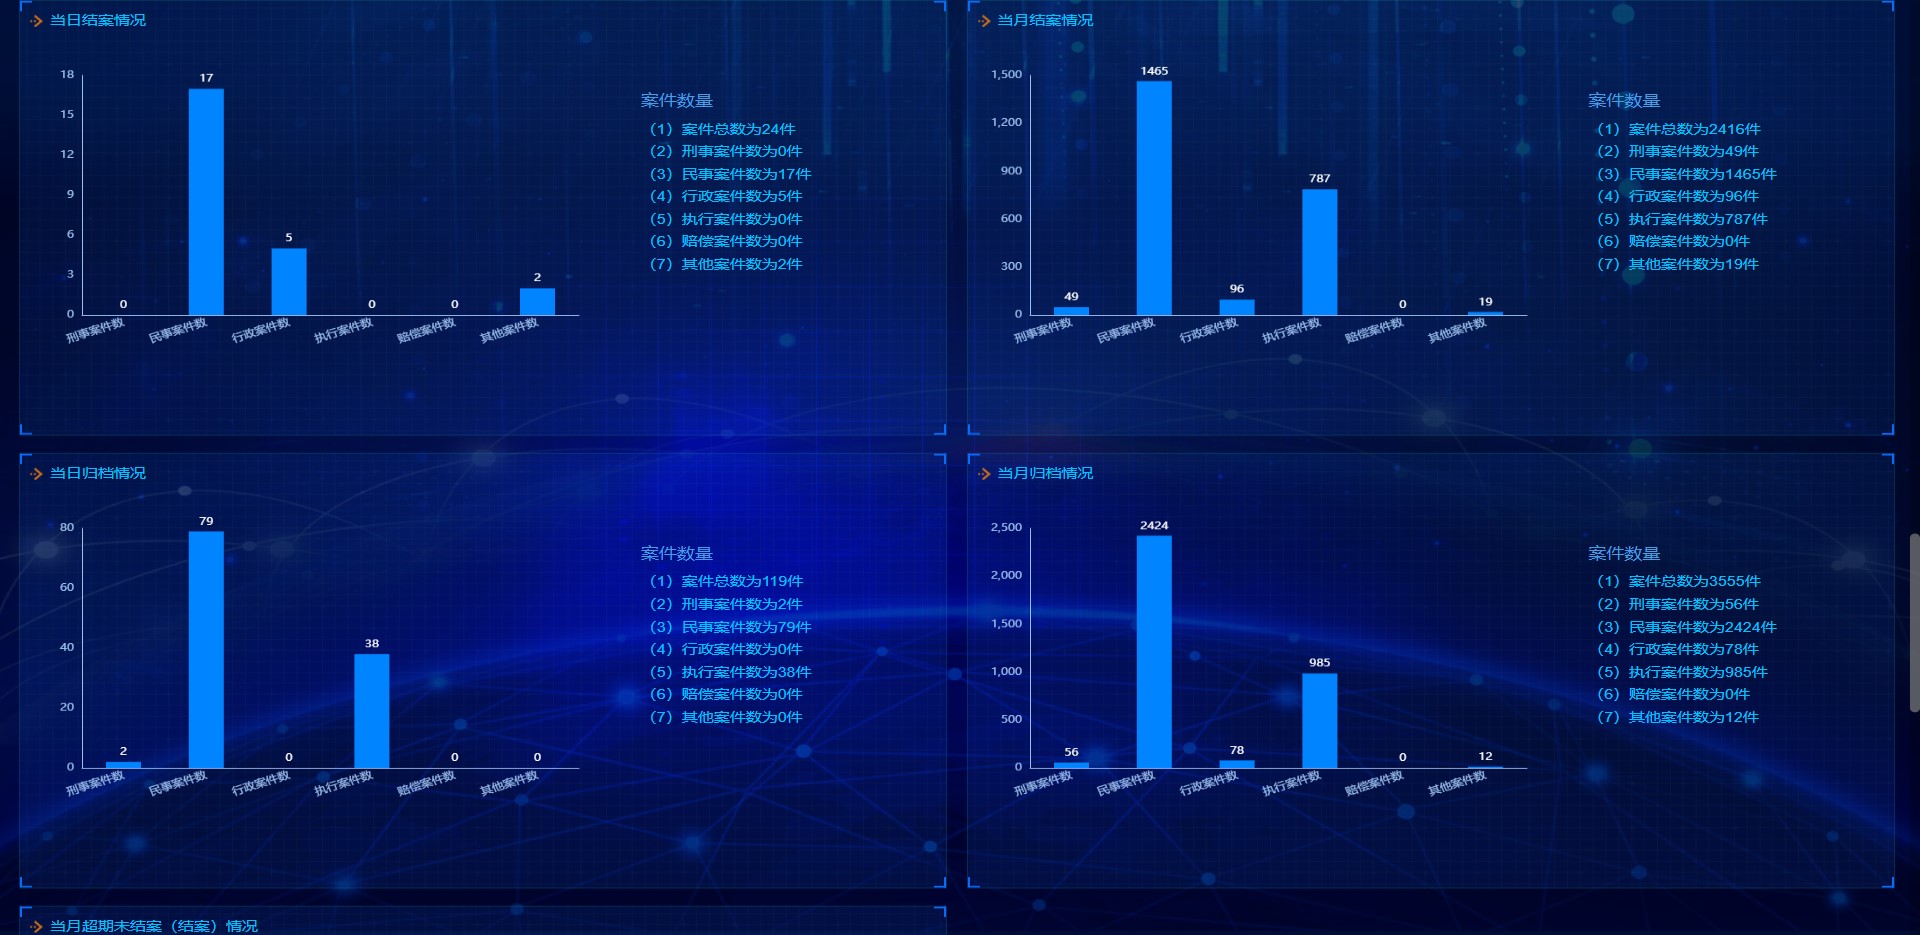 当日结案情况
18
15
12
9
6
3
0
0
17
5
0
0
2
刑事案件数
民事案件数
行政案件数
执行案件数
赔偿案件数
其他案件数
案件数量
（1）案件总数为24件
（2）刑事案件数为0件
（3）民事案件数为17件
（4）行政案件数为5件
（5）执行案件数为0件
（6）赔偿案件数为0件
（7）其他案件数为2件
当月结案情况
1,500
1,200
900
600
300
0
49
1465
96
787
0
19
刑事案件数
民事案件数
行政案件数
执行案件数
赔偿案件数
其他案件数
案件数量
（1）案件总数为2416件
（2）刑事案件数为49件
（3）民事案件数为1465件
（4）行政案件数为96件
（5）执行案件数为787件
（6）赔偿案件数为0件
（7）其他案件数为19件
当日归档情况
80
60
40
20
0
2
79
0
38
0
0
刑事案件数
民事案件数
行政案件数
执行案件数
赔偿案件数
其他案件数
案件数量
（1）案件总数为119件
（2）刑事案件数为2件
（3）民事案件数为79件
（4）行政案件数为0件
（5）执行案件数为38件
（6）赔偿案件数为0件
（7）其他案件数为0件
当月归档情况
2,500
2,000
1,500
1,000
500
0
56
2424
78
985
0
12
刑事案件数
民事案件数
行政案件数
执行案件数
赔偿案件数
其他案件数
案件数量
（1）案件总数为3555件
（2）刑事案件数为56件
（3）民事案件数为2424件
（4）行政案件数为78件
（5）执行案件数为985件
（6）赔偿案件数为0件
（7）其他案件数为12件
当月超期未结案（结案）情况